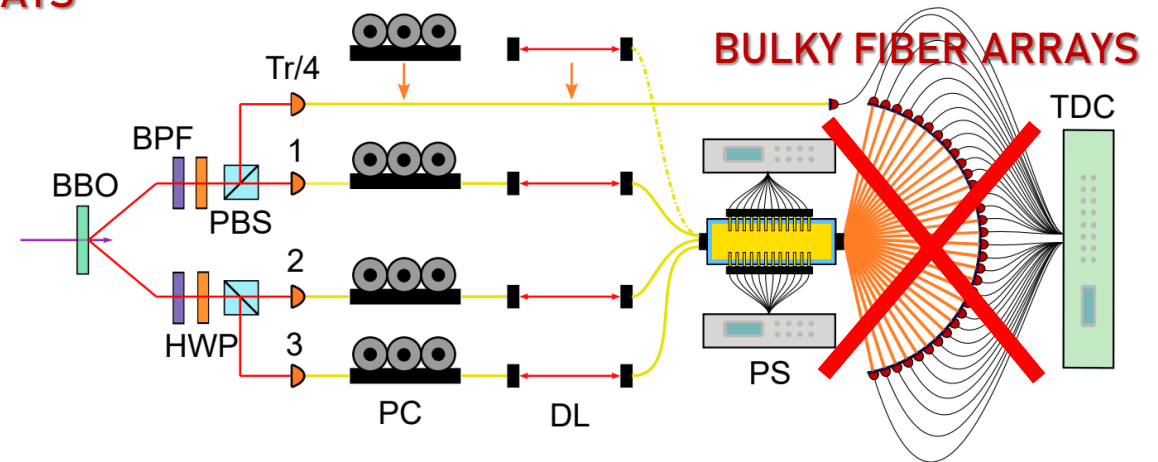 BULKY FIBER ARRAYS
Tr/4
TDC
BPF
1
BBO
PBS
2
HWP
3
PS
PC
DL